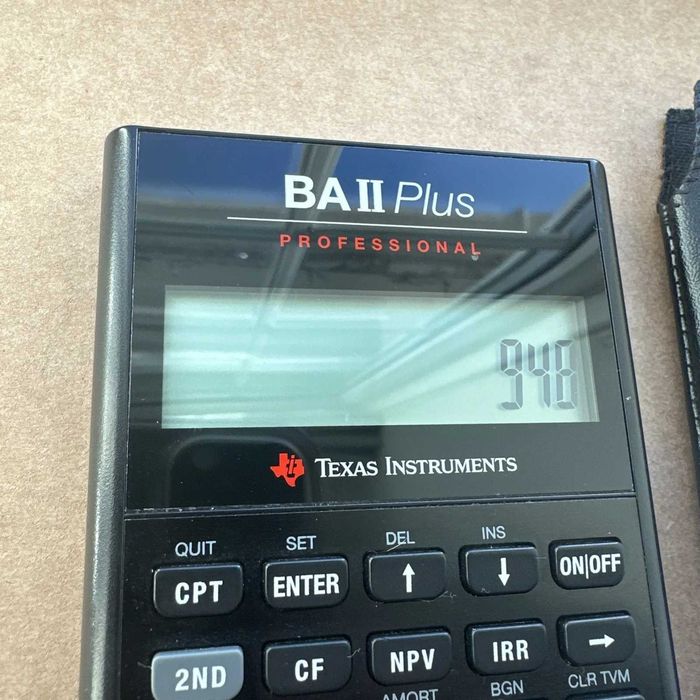 BA II Plus
PROFESSIONAL
948
TEXAS INSTRUMENTS
QUIT SET DEL INS
CPT ENTER ↑ ↓ ON|OFF
2ND CF NPV IRR →
AMORT BGN CLR TVM